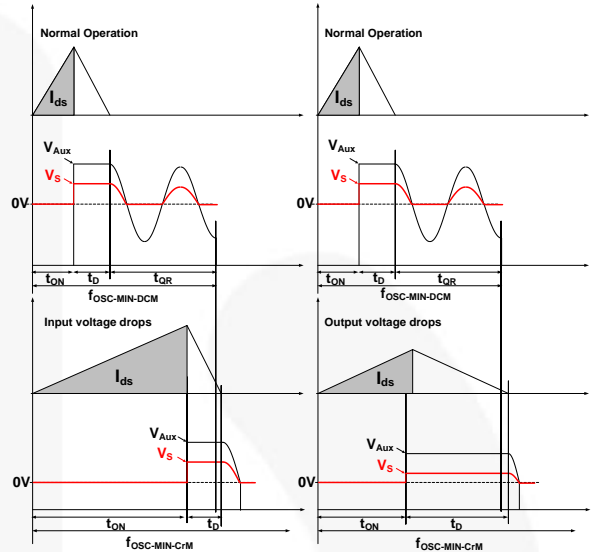 Normal Operation
Ids
VAux
VS
0V
tON tD tQR
fOSC-MIN-DCM
Input voltage drops
Ids
VAux
VS
0V
tON tD
fOSC-MIN-CrM
Normal Operation
Ids
VAux
VS
0V
tON tD tQR
fOSC-MIN-DCM
Output voltage drops
Ids
VAux
VS
0V
tON tD
fOSC-MIN-CrM